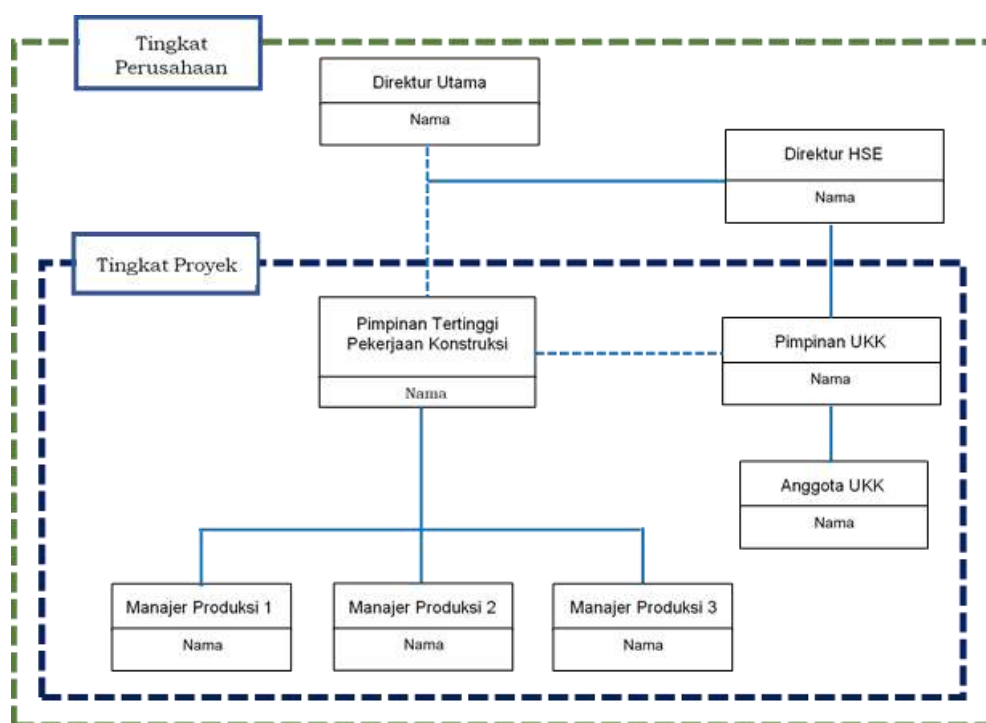 Tingkat
Perusahaan
Direktur Utama
Nama
Direktur HSE
Nama
Tingkat Proyek
Pimpinan Tertinggi
Pekerjaan Konstruksi
Nama
Pimpinan UKK
Nama
Anggota UKK
Nama
Manajer Produksi 1
Nama
Manajer Produksi 2
Nama
Manajer Produksi 3
Nama